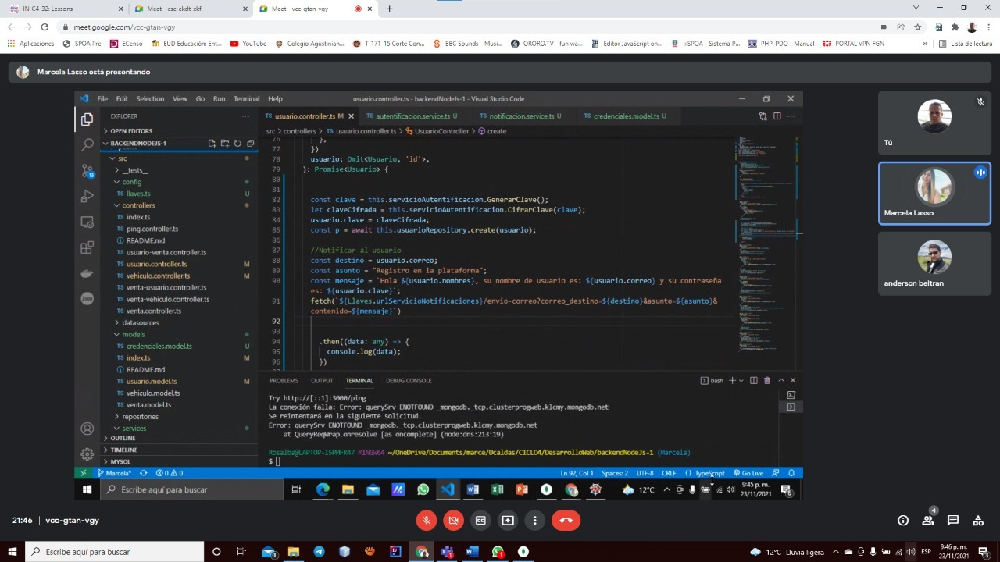 IN-C4-32: Lessons
Meet - csc-ekdt-xkf
Meet - vcc-gtan-vgy
meet.google.com/vcc-gtan-vgy
Aplicaciones
SPOA Pre
ECenso
EUD Educación: Ent...
YouTube
Colegio Agustinian...
T-171-15 Corte Con...
BBC Sounds - Music...
ORORO.TV - fun wa...
Editor JavaScript on...
:::SPOA - Sistema P...
PHP: PDO - Manual
PORTAL VPN FGN
»
Lista de lectura
Marcela Lasso está presentando
File Edit Selection View Go Run Terminal Help
usuario.controller.ts - backendNodeJs-1 - Visual Studio Code
EXPLORER
usuario.controller.ts M
autentificacion.service.ts U
notificacion.service.ts U
credenciales.model.ts U
OPEN EDITORS
src > controllers > TS usuario.controller.ts > UsuarioController > create
BACKENDNODEJS-1
src
__tests__
config
llaves.ts U
controllers
index.ts
ping.controller.ts
README.md
usuario-venta.controller.ts
usuario.controller.ts M
vehiculo.controller.ts M
venta-usuario.controller.ts
venta-vehiculo.controller.ts
venta.controller.ts
datasources
models
credenciales.model.ts U
index.ts M
README.md
usuario.model.ts M
vehiculo.model.ts
venta.model.ts
repositories
services
OUTLINE
TIMELINE
MYSQL
76 },
77 })
78 usuario: Omit<Usuario, 'id'>,
79 ): Promise<Usuario> {
80
81
82 const clave = this.servicioAutentificacion.GenerarClave();
83 let claveCifrada = this.servicioAutentificacion.CifrarClave(clave);
84 usuario.clave = claveCifrada;
85 const p = await this.usuarioRepository.create(usuario);
86
87 //Notificar al usuario
88 const destino = usuario.correo;
89 const asunto = "Registro en la plataforma";
90 const mensaje = `Hola ${usuario.nombres}, su nombre de usuario es: ${usuario.correo} y su contraseña
es: ${usuario.clave}`;
91 fetch(`${Llaves.urlServicioNotificaciones}/envio-correo?correo_destino=${destino}&asunto=${asunto}&
contenido=${mensaje}`)
92
93
94 .then((data: any) => {
95 console.log(data);
96 })
PROBLEMS OUTPUT TERMINAL DEBUG CONSOLE
bash
Try http://[::1]:3000/ping
La conexión falla: Error: querySrv ENOTFOUND _mongodb._tcp.clusterprogweb.klcmy.mongodb.net
Se reintentará en la siguiente solicitud.
Error: querySrv ENOTFOUND _mongodb._tcp.clusterprogweb.klcmy.mongodb.net
at QueryReqWrap.onresolve [as oncomplete] (node:dns:213:19)
Rosalba@LAPTOP-I5PMFR47 MINGW64 ~/OneDrive/Documents/marce/Ucaldas/CICLO4/DesarrolloWeb/backendNodeJs-1 (Marcela)
$
Marcela*
0 0
Ln 92, Col 1 Spaces: 2 UTF-8 CRLF {} TypeScript Go Live
Escribe aquí para buscar
12°C
9:45 p. m.
23/11/2021
6
Tú
Marcela Lasso
beltran
21:46 | vcc-gtan-vgy
4
Escribe aquí para buscar
12°C Lluvia ligera
ESP
9:46 p. m.
23/11/2021